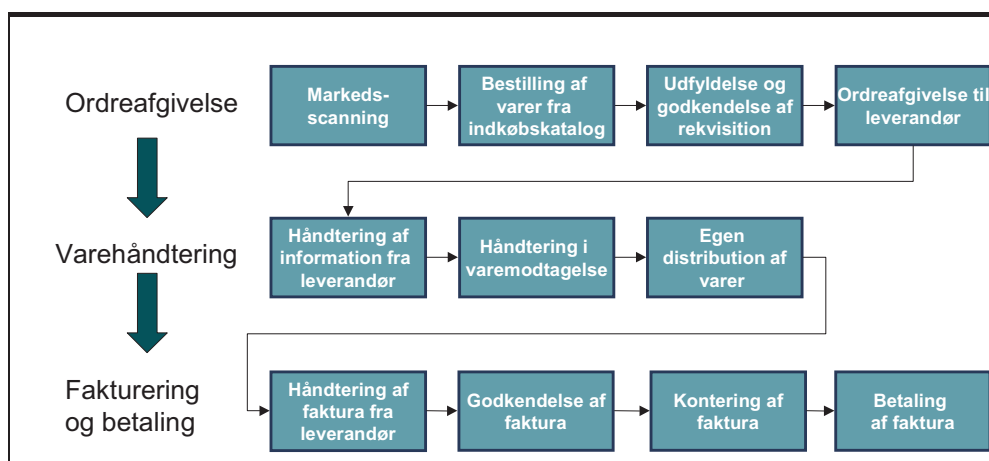 Ordreafgivelse
Markeds-
scanning
Bestilling af
varer fra
indkøbskatalog
Udfyldelse og
godkendelse af
rekvisition
Ordreafgivelse til
leverandør
Varehåndtering
Håndtering af
information fra
leverandør
Håndtering i
varemodtagelse
Egen
distribution af
varer
Fakturering
og betaling
Håndtering af
faktura fra
leverandør
Godkendelse af
faktura
Kontering af
faktura
Betaling
af faktura